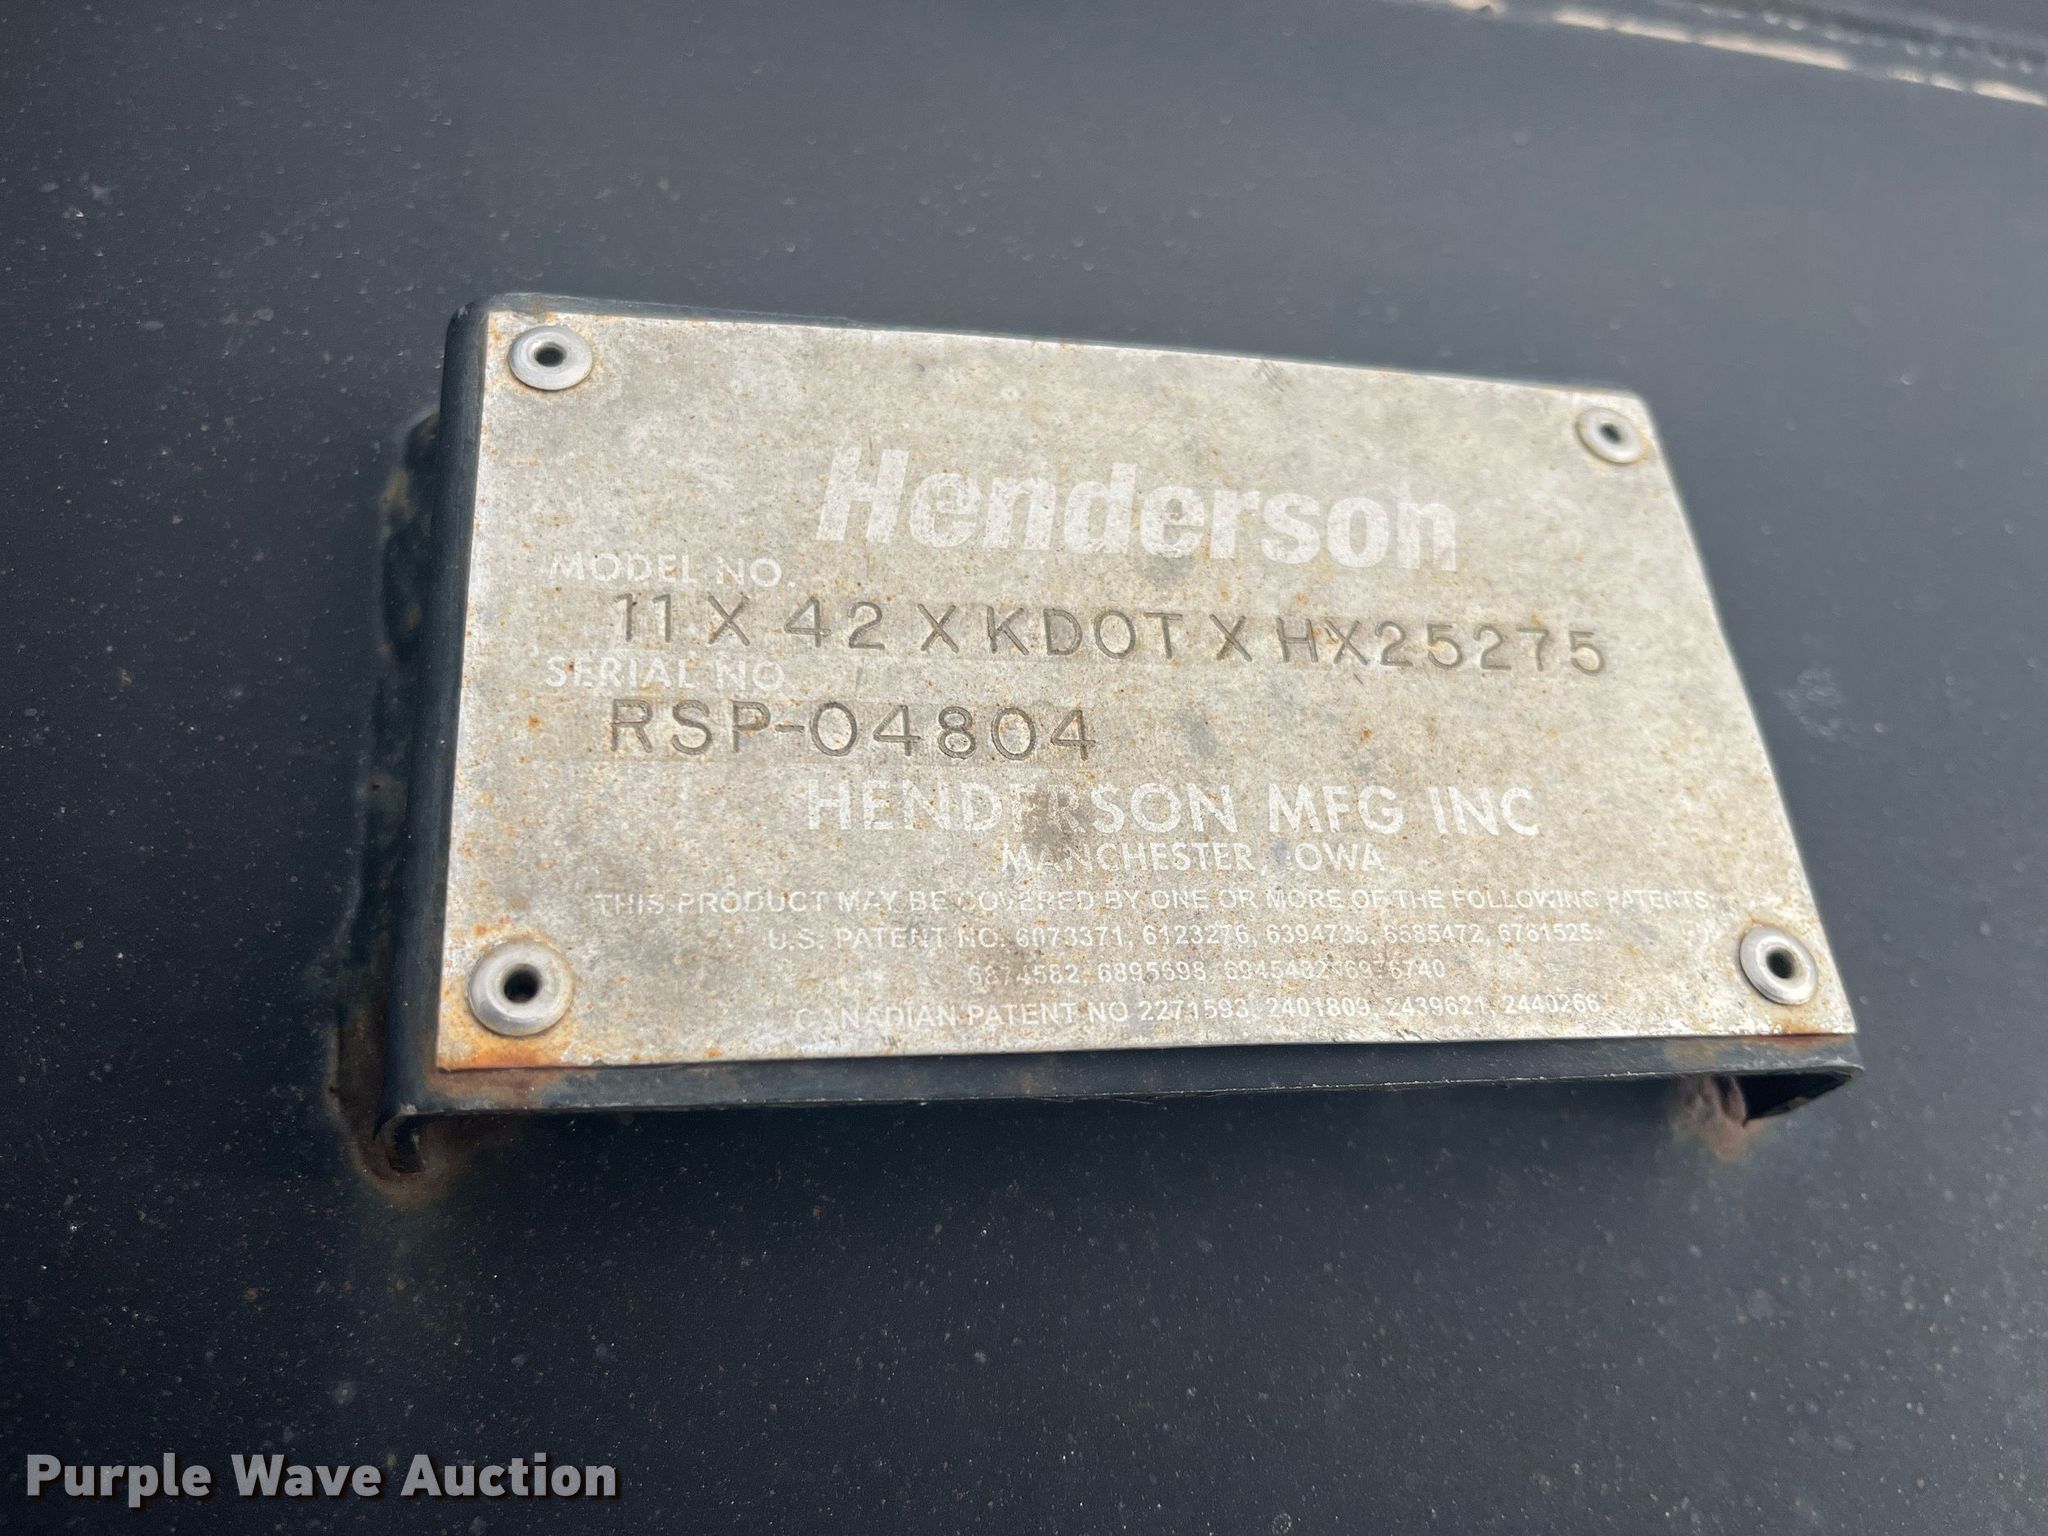 Henderson
MODEL NO.
11 X 42 X KDOT X HX25275
SERIAL NO.
RSP-04804
HENDERSON MFG INC
MANCHESTER, IOWA
THIS PRODUCT MAY BE COVERED BY ONE OR MORE OF THE FOLLOWING PATENTS:
U.S. PATENT NO. 6073371, 6123276, 6394735, 6585472, 6761525,
6874582, 6895698, 6945482, 6976740
CANADIAN PATENT NO 2271593, 2401809, 2439621, 2440266
Purple Wave Auction